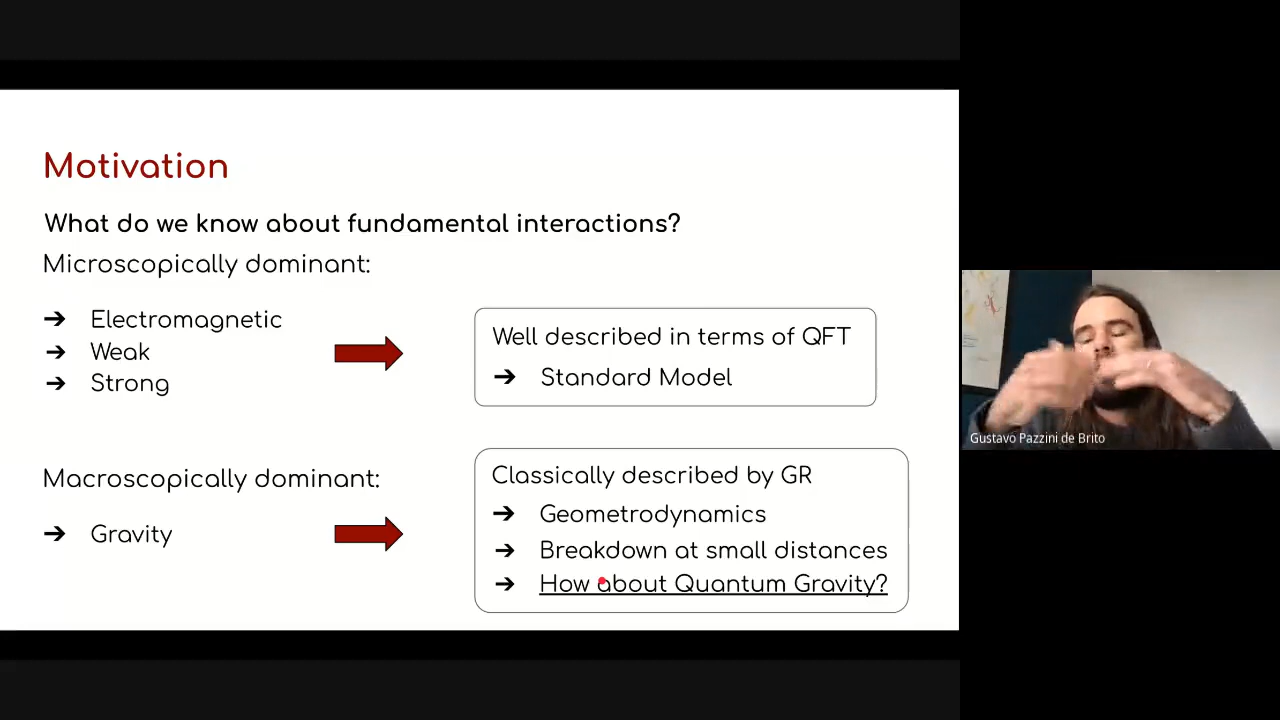 Motivation
What do we know about fundamental interactions?
Microscopically dominant:
➔ Electromagnetic
➔ Weak
➔ Strong
Well described in terms of QFT
➔ Standard Model
Macroscopically dominant:
➔ Gravity
Classically described by GR
➔ Geometrodynamics
➔ Breakdown at small distances
➔ How about Quantum Gravity?
Gustavo Pazzini de Brito